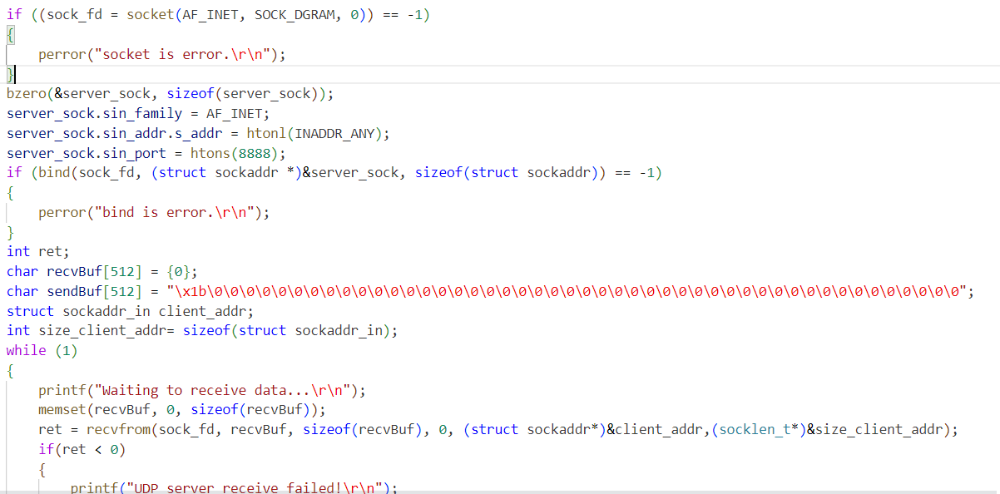 if ((sock_fd = socket(AF_INET, SOCK_DGRAM, 0)) == -1)
{
    perror("socket is error.\r\n");
}
bzero(&server_sock, sizeof(server_sock));
server_sock.sin_family = AF_INET;
server_sock.sin_addr.s_addr = htonl(INADDR_ANY);
server_sock.sin_port = htons(8888);
if (bind(sock_fd, (struct sockaddr *)&server_sock, sizeof(struct sockaddr)) == -1)
{
    perror("bind is error.\r\n");
}
int ret;
char recvBuf[512] = {0};
char sendBuf[512] = "\x1b\0\0\0\0\0\0\0\0\0\0\0\0\0\0\0\0\0\0\0\0\0\0\0\0\0\0\0\0\0\0\0\0\0\0\0\0\0\0\0\0\0\0\0\0\0\0\0";
struct sockaddr_in client_addr;
int size_client_addr= sizeof(struct sockaddr_in);
while (1)
{
    printf("Waiting to receive data...\r\n");
    memset(recvBuf, 0, sizeof(recvBuf));
    ret = recvfrom(sock_fd, recvBuf, sizeof(recvBuf), 0, (struct sockaddr*)&client_addr,(socklen_t*)&size_client_addr);
    if(ret < 0)
    {
        printf("UDP server receive failed!\r\n");